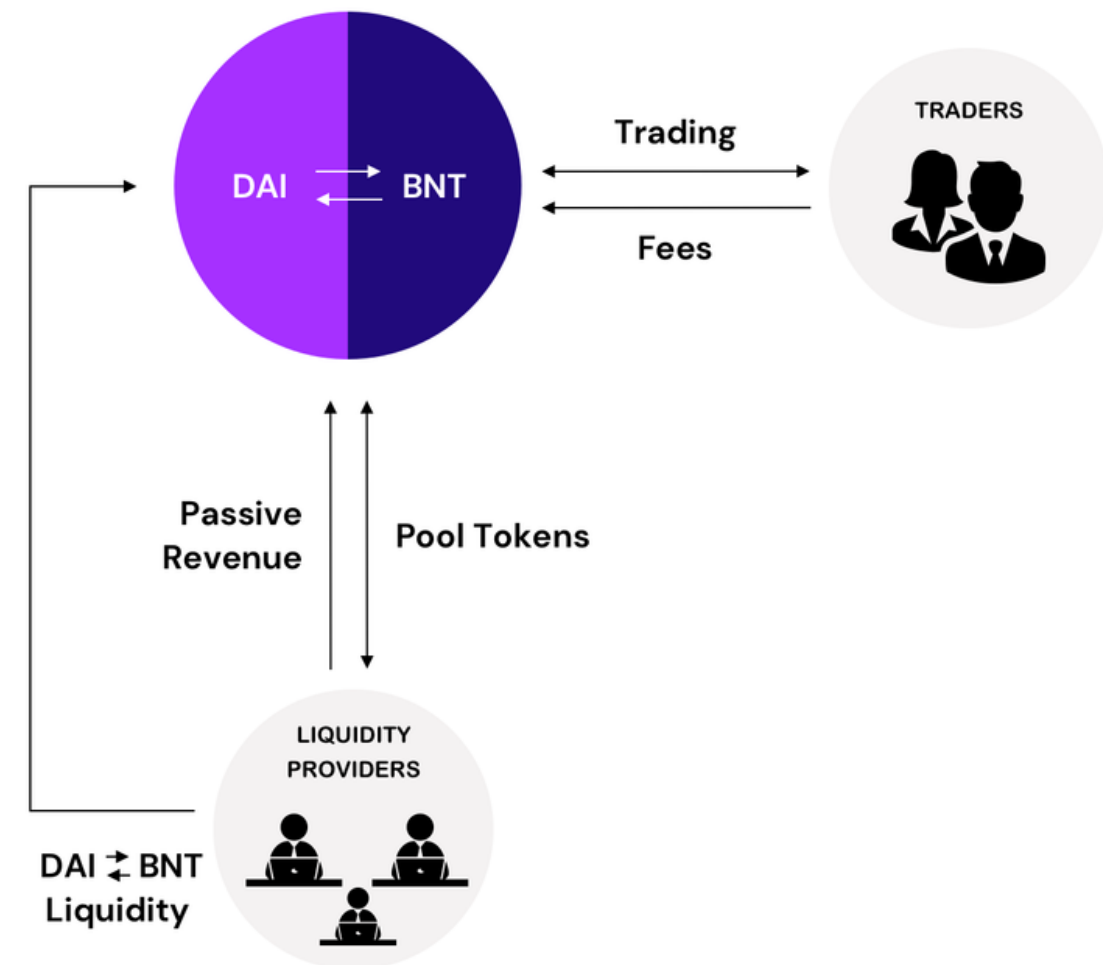 TRADERS
Trading
DAI ⇄ BNT
Fees
Passive
Revenue
Pool Tokens
LIQUIDITY
PROVIDERS
DAI ⇄ BNT
Liquidity